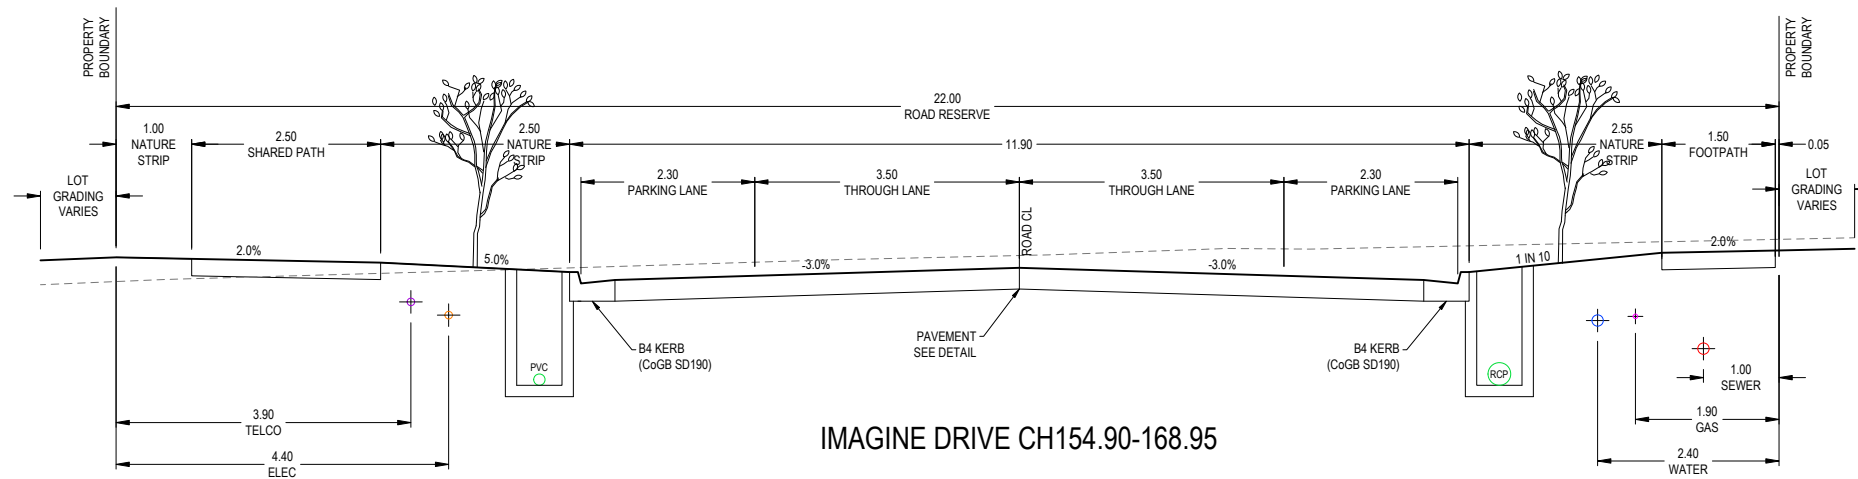 PROPERTY
BOUNDARY
PROPERTY
BOUNDARY
22.00
ROAD RESERVE
1.00
NATURE
STRIP
2.50
SHARED PATH
2.50
NATURE
STRIP
11.90
2.55
NATURE
STRIP
1.50
FOOTPATH
0.05
LOT
GRADING
VARIES
2.30
PARKING LANE
3.50
THROUGH LANE
3.50
THROUGH LANE
2.30
PARKING LANE
LOT
GRADING
VARIES
ROAD CL
2.0%
5.0%
-3.0%
-3.0%
1 IN 10
2.0%
B4 KERB
(CoGB SD190)
PAVEMENT
SEE DETAIL
B4 KERB
(CoGB SD190)
PVC
RCP
1.00
SEWER
3.90
TELCO
1.90
GAS
4.40
ELEC
2.40
WATER
IMAGINE DRIVE CH154.90-168.95